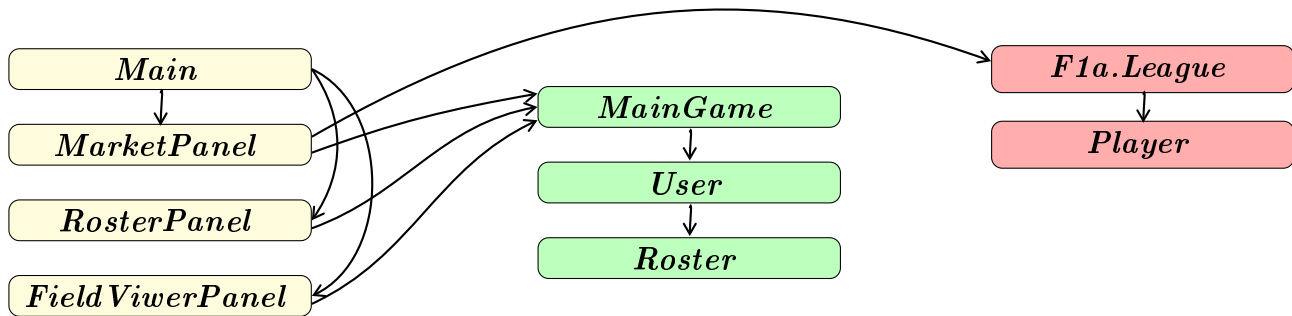 Main
MarketPanel
RosterPanel
FieldViwerPanel
MainGame
User
Roster
F1a.League
Player